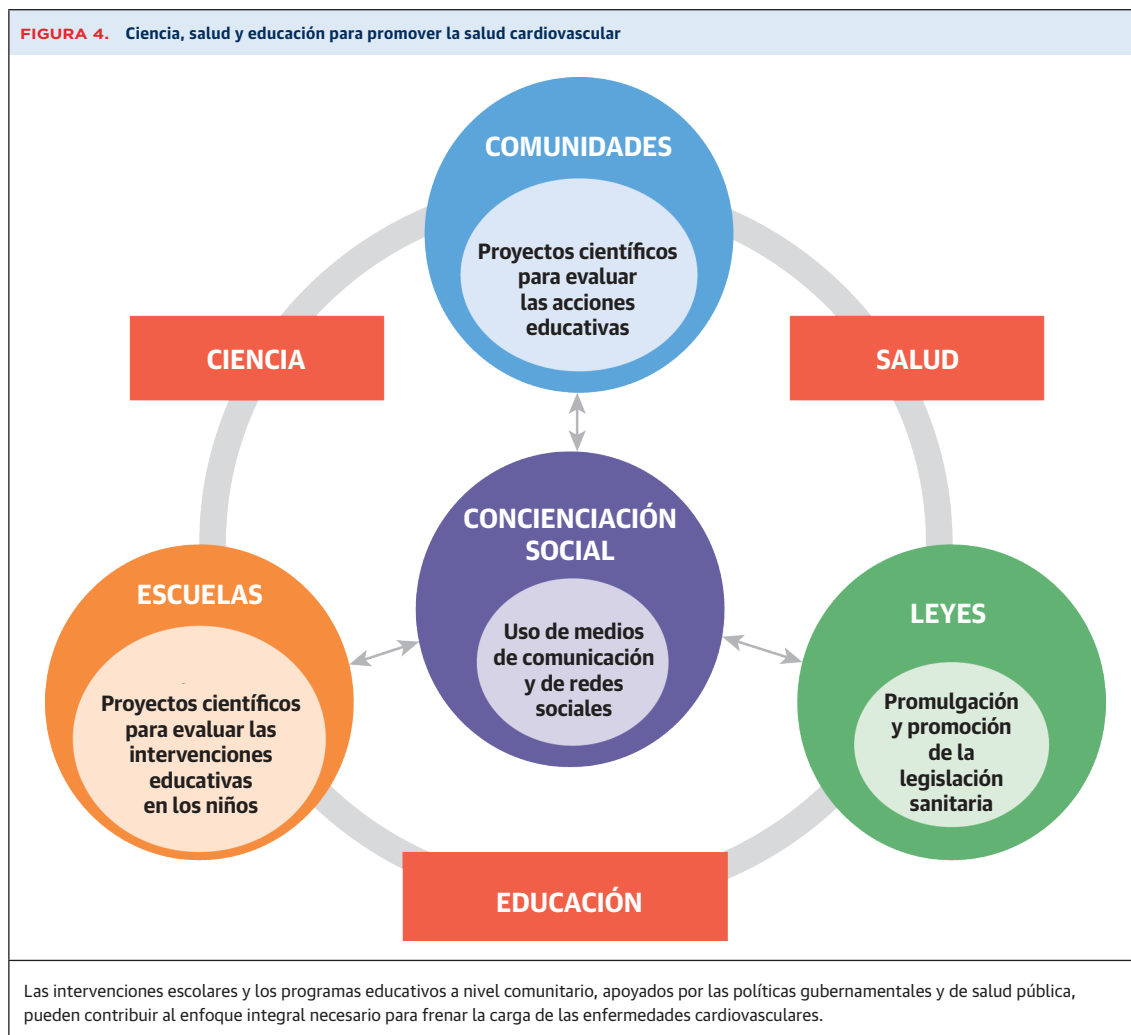 FIGURA 4. Ciencia, salud y educación para promover la salud cardiovascular
COMUNIDADES
Proyectos científicos
para evaluar
las acciones
educativas
CIENCIA
SALUD
CONCIENCIACIÓN
SOCIAL
Uso de medios
de comunicación
y de redes
sociales
ESCUELAS
Proyectos científicos
para evaluar las
intervenciones
educativas
en los niños
LEYES
Promulgación
y promoción
de la
legislación
sanitaria
EDUCACIÓN
Las intervenciones escolares y los programas educativos a nivel comunitario, apoyados por las políticas gubernamentales y de salud pública,
pueden contribuir al enfoque integral necesario para frenar la carga de las enfermedades cardiovasculares.